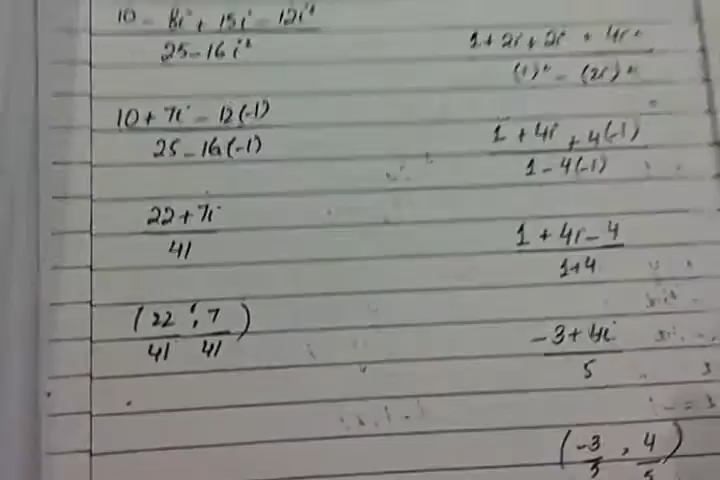 10 - 8i + 15i - 12i²
25 - 16i²
10 + 7i - 12(-1)
25 - 16(-1)
22 + 7i
41
(22 , 7)
41 41
1 + 2i + 2i + 4i²
(1)² - (2i)²
1 + 4i + 4(-1)
1 - 4(-1)
1 + 4i - 4
1+4
-3 + 4i
5
(-3 , 4)
5 5